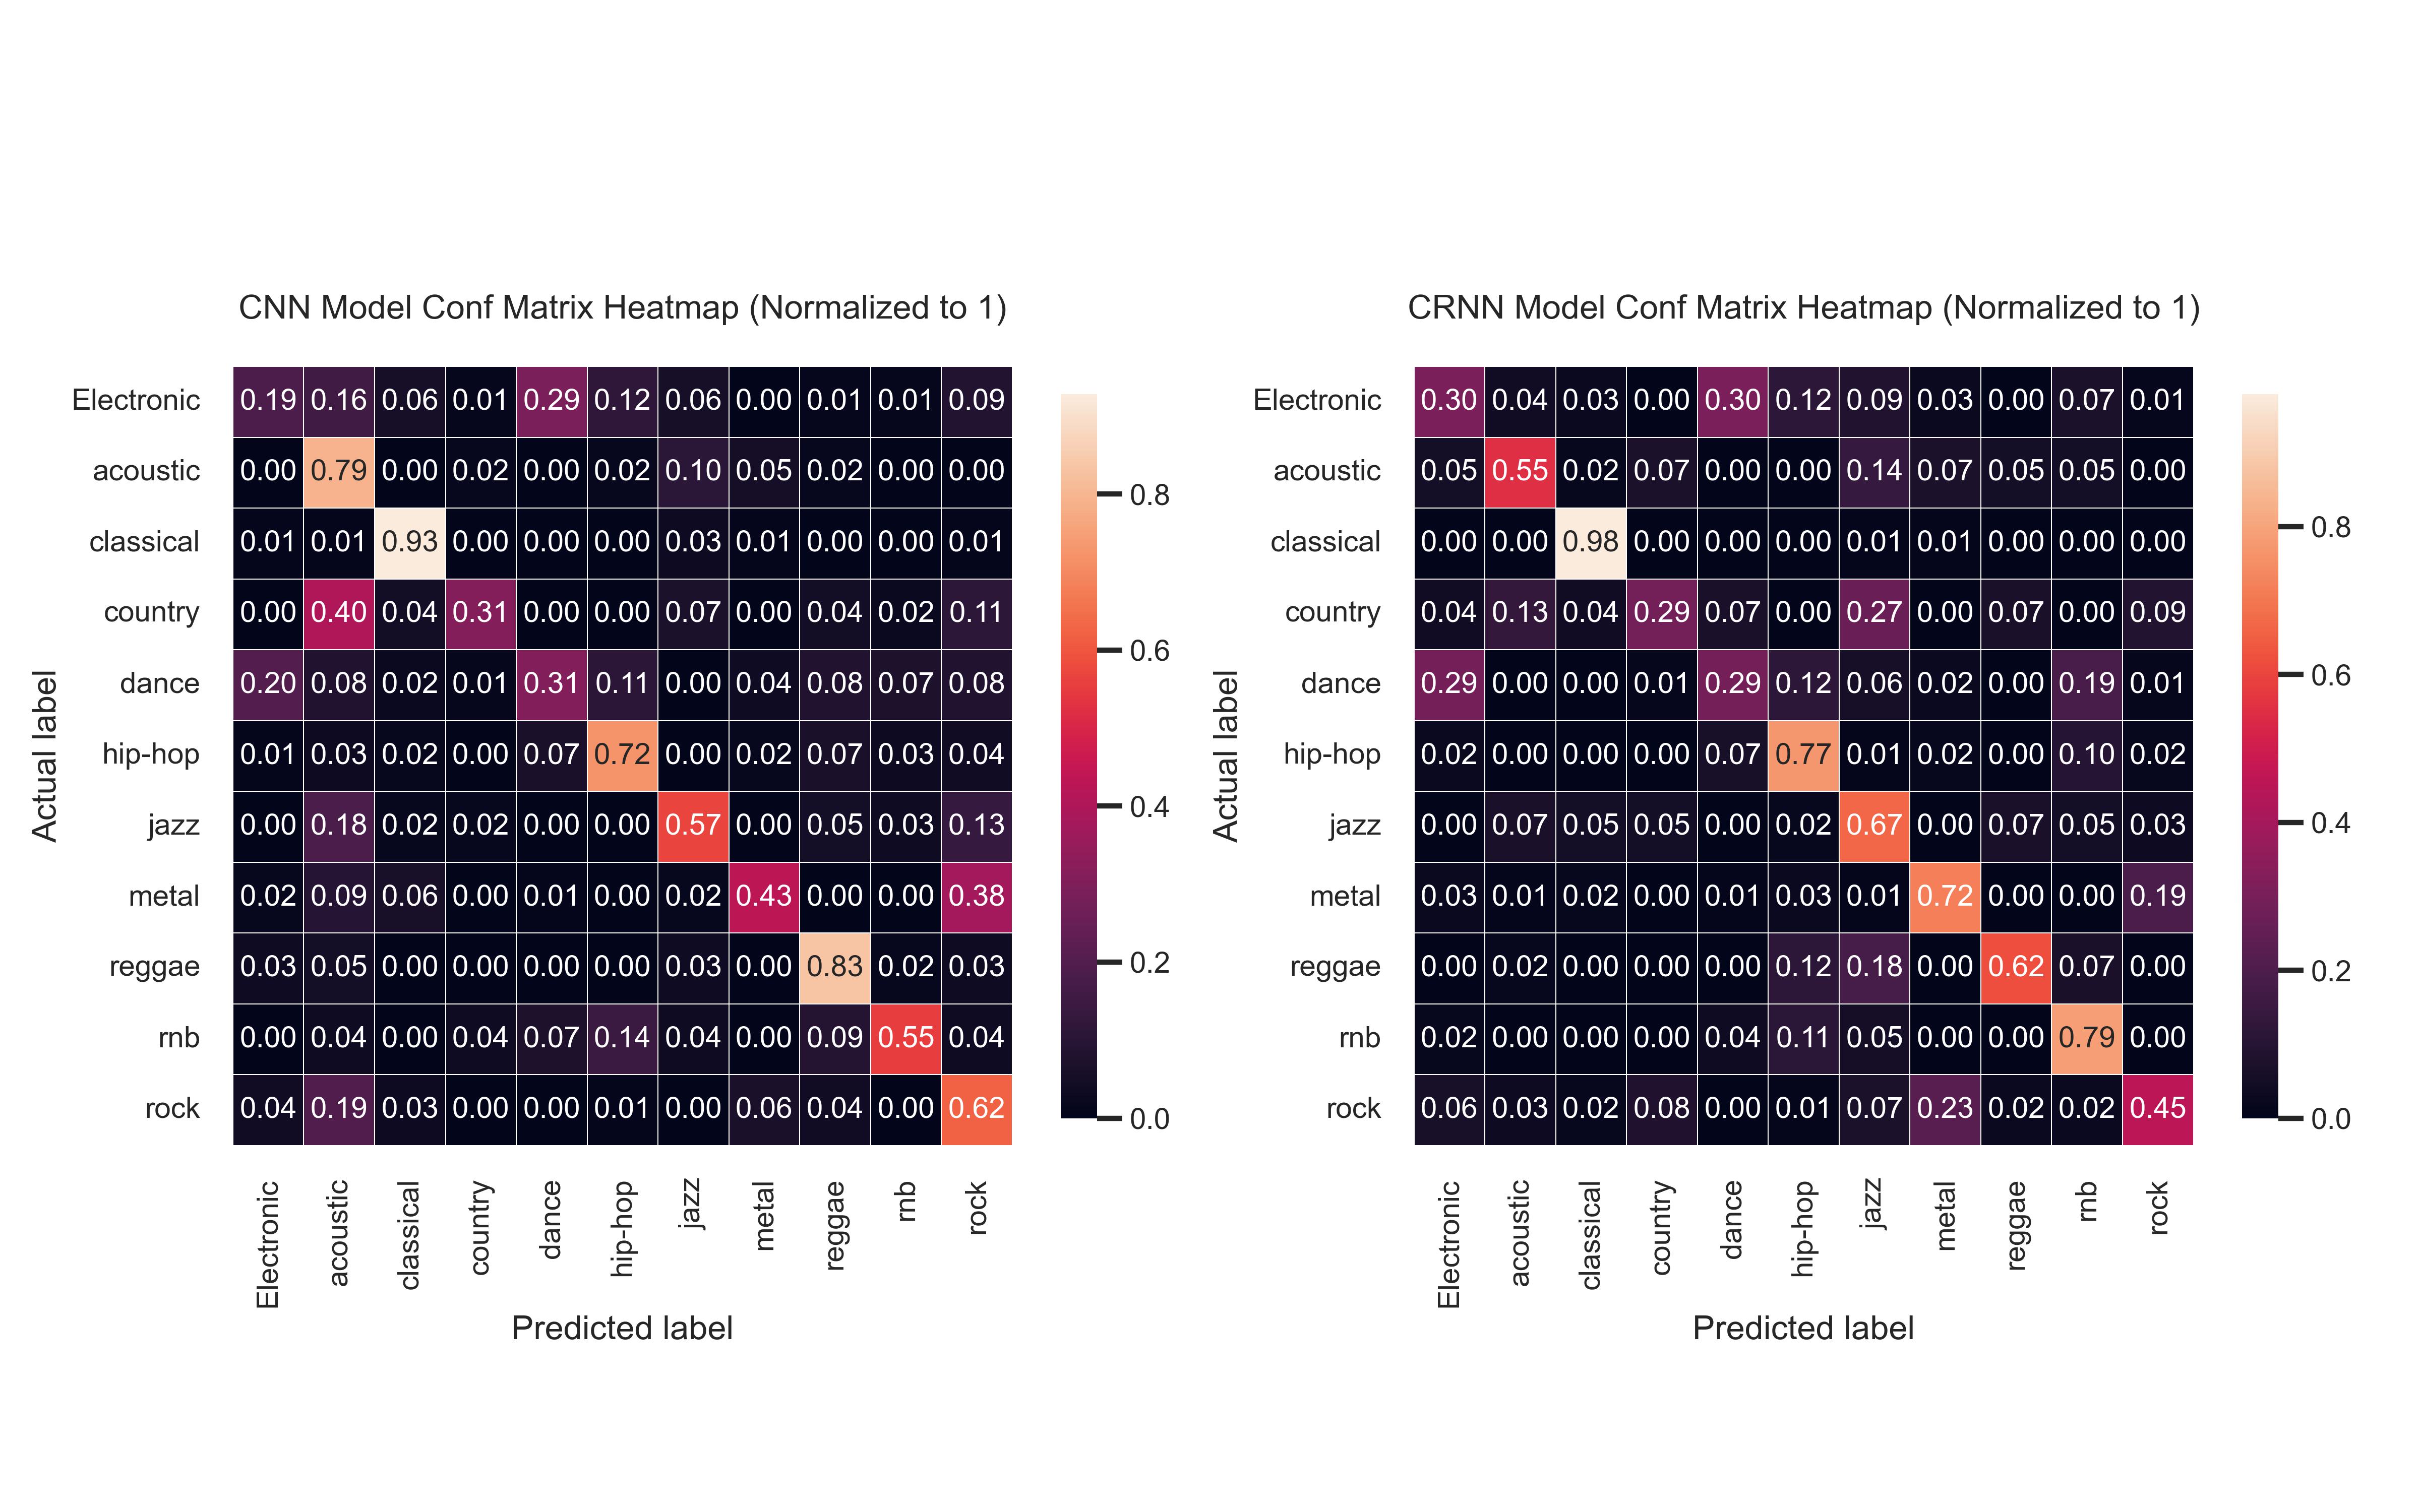 CNN Model Conf Matrix Heatmap (Normalized to 1)
Electronic 0.19 0.16 0.06 0.01 0.29 0.12 0.06 0.00 0.01 0.01 0.09
acoustic 0.00 0.79 0.00 0.02 0.00 0.02 0.10 0.05 0.02 0.00 0.00
classical 0.01 0.01 0.93 0.00 0.00 0.00 0.03 0.01 0.00 0.00 0.01
country 0.00 0.40 0.04 0.31 0.00 0.00 0.07 0.00 0.04 0.02 0.11
dance 0.20 0.08 0.02 0.01 0.31 0.11 0.00 0.04 0.08 0.07 0.08
hip-hop 0.01 0.03 0.02 0.00 0.07 0.72 0.00 0.02 0.07 0.03 0.04
jazz 0.00 0.18 0.02 0.02 0.00 0.00 0.57 0.00 0.05 0.03 0.13
metal 0.02 0.09 0.06 0.00 0.01 0.00 0.02 0.43 0.00 0.00 0.38
reggae 0.03 0.05 0.00 0.00 0.00 0.00 0.03 0.00 0.83 0.02 0.03
rnb 0.00 0.04 0.00 0.04 0.07 0.14 0.04 0.00 0.09 0.55 0.04
rock 0.04 0.19 0.03 0.00 0.00 0.01 0.00 0.06 0.04 0.00 0.62
Electronic acoustic classical country dance hip-hop jazz metal reggae rnb rock
Predicted label
Actual label
0.8
0.6
0.4
0.2
0.0
CRNN Model Conf Matrix Heatmap (Normalized to 1)
Electronic 0.30 0.04 0.03 0.00 0.30 0.12 0.09 0.03 0.00 0.07 0.01
acoustic 0.05 0.55 0.02 0.07 0.00 0.00 0.14 0.07 0.05 0.05 0.00
classical 0.00 0.00 0.98 0.00 0.00 0.00 0.01 0.01 0.00 0.00 0.00
country 0.04 0.13 0.04 0.29 0.07 0.00 0.27 0.00 0.07 0.00 0.09
dance 0.29 0.00 0.00 0.01 0.29 0.12 0.06 0.02 0.00 0.19 0.01
hip-hop 0.02 0.00 0.00 0.00 0.07 0.77 0.01 0.02 0.00 0.10 0.02
jazz 0.00 0.07 0.05 0.05 0.00 0.02 0.67 0.00 0.07 0.05 0.03
metal 0.03 0.01 0.02 0.00 0.01 0.03 0.01 0.72 0.00 0.00 0.19
reggae 0.00 0.02 0.00 0.00 0.00 0.12 0.18 0.00 0.62 0.07 0.00
rnb 0.02 0.00 0.00 0.00 0.04 0.11 0.05 0.00 0.00 0.79 0.00
rock 0.06 0.03 0.02 0.08 0.00 0.01 0.07 0.23 0.02 0.02 0.45
Electronic acoustic classical country dance hip-hop jazz metal reggae rnb rock
Predicted label
Actual label
0.8
0.6
0.4
0.2
0.0